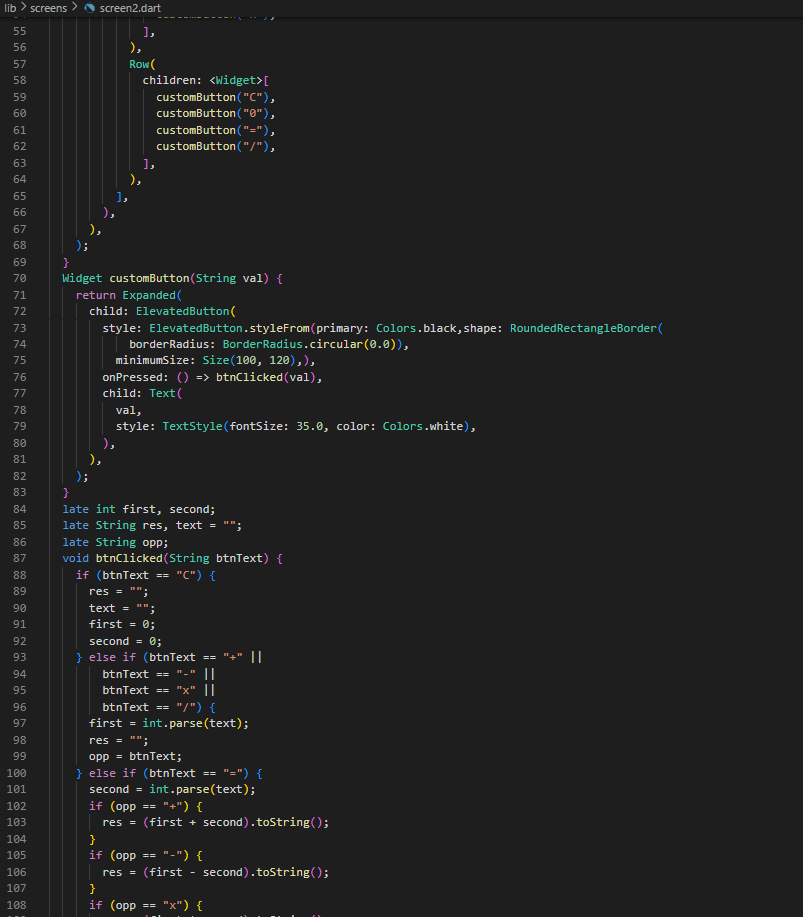 lib > screens > screen2.dart
55 ],
56 ),
57 Row(
58 children: <Widget>[
59 customButton("C"),
60 customButton("0"),
61 customButton("="),
62 customButton("/"),
63 ],
64 ),
65 ],
66 ),
67 ),
68 );
69 }
70 Widget customButton(String val) {
71 return Expanded(
72 child: ElevatedButton(
73 style: ElevatedButton.styleFrom(primary: Colors.black,shape: RoundedRectangleBorder(
74 borderRadius: BorderRadius.circular(0.0)),
75 minimumSize: Size(100, 120),),
76 onPressed: () => btnClicked(val),
77 child: Text(
78 val,
79 style: TextStyle(fontSize: 35.0, color: Colors.white),
80 ),
81 ),
82 );
83 }
84 late int first, second;
85 late String res, text = "";
86 late String opp;
87 void btnClicked(String btnText) {
88 if (btnText == "C") {
89 res = "";
90 text = "";
91 first = 0;
92 second = 0;
93 } else if (btnText == "+" ||
94 btnText == "-" ||
95 btnText == "x" ||
96 btnText == "/") {
97 first = int.parse(text);
98 res = "";
99 opp = btnText;
100 } else if (btnText == "=") {
101 second = int.parse(text);
102 if (opp == "+") {
103 res = (first + second).toString();
104 }
105 if (opp == "-") {
106 res = (first - second).toString();
107 }
108 if (opp == "x") {